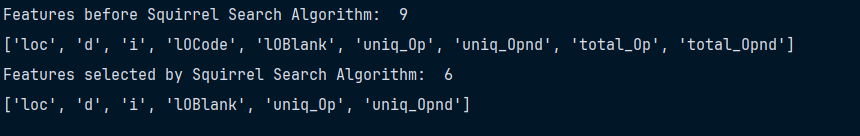 Features before Squirrel Search Algorithm:  9
['loc', 'd', 'i', 'lOCode', 'lOBlank', 'uniq_Op', 'uniq_Opnd', 'total_Op', 'total_Opnd']
Features selected by Squirrel Search Algorithm:  6
['loc', 'd', 'i', 'lOBlank', 'uniq_Op', 'uniq_Opnd']